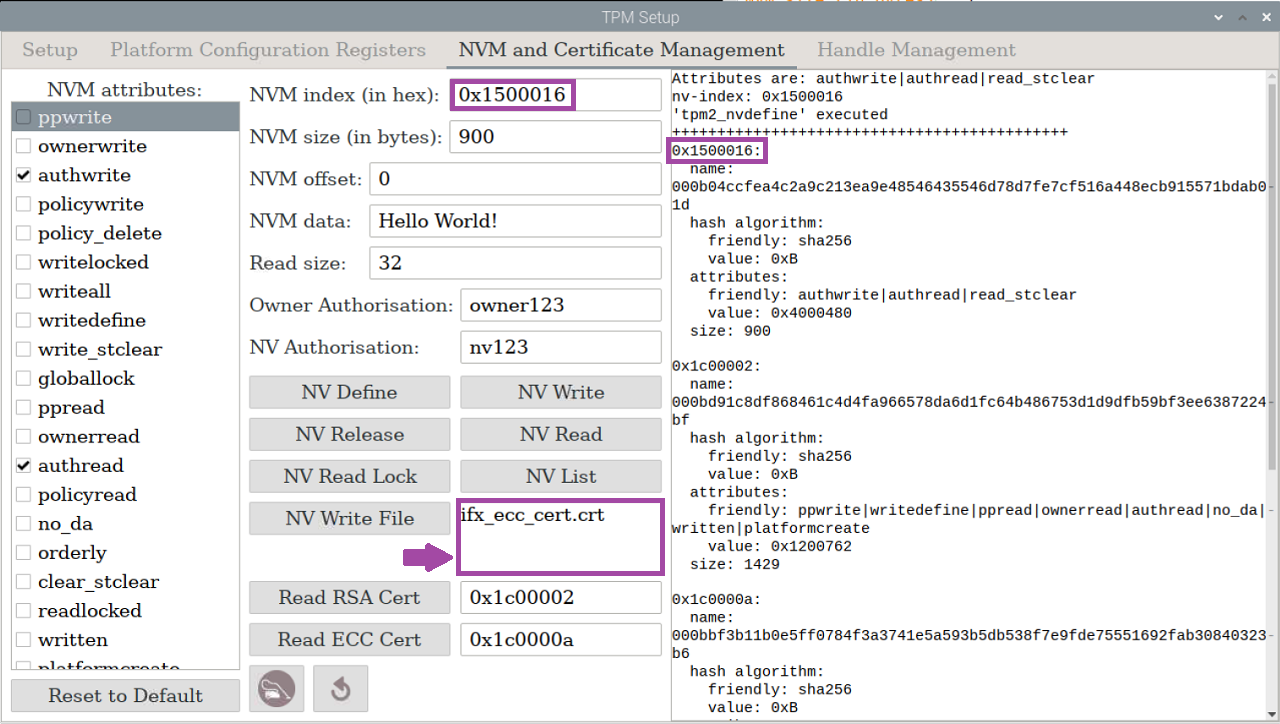 TPM Setup
Setup
Platform Configuration Registers
NVM and Certificate Management
Handle Management
NVM attributes:
ppwrite
ownerwrite
authwrite
policywrite
policy_delete
writelocked
writeall
writedefine
write_stclear
globallock
ppread
ownerread
authread
policyread
no_da
orderly
clear_stclear
readlocked
written
platformcreate
Reset to Default
NVM index (in hex): 0x1500016
NVM size (in bytes): 900
NVM offset: 0
NVM data: Hello World!
Read size: 32
Owner Authorisation: owner123
NV Authorisation: nv123
NV Define
NV Write
NV Release
NV Read
NV Read Lock
NV List
NV Write File
ifx_ecc_cert.crt
Read RSA Cert
0x1c00002
Read ECC Cert
0x1c0000a
Attributes are: authwrite|authread|read_stclear
nv-index: 0x1500016
'tpm2_nvdefine' executed
++++++++++++++++++++++++++++++++++++++++++++
0x1500016:
name:
000b04ccfea4c2a9c213ea9e48546435546d78d7fe7cf516a448ecb915571bdab0-
1d
hash algorithm:
friendly: sha256
value: 0xB
attributes:
friendly: authwrite|authread|read_stclear
value: 0x4000480
size: 900
0x1c00002:
name:
000bd91c8df868461c4d4fa966578da6d1fc64b486753d1d9dfb59bf3ee6387224-
bf
hash algorithm:
friendly: sha256
value: 0xB
attributes:
friendly: ppwrite|writedefine|ppread|ownerread|authread|no_da|-
written|platformcreate
value: 0x1200762
size: 1429
0x1c0000a:
name:
000bbf3b11b0e5ff0784f3a3741e5a593b5db538f7e9fde75551692fab30840323-
b6
hash algorithm:
friendly: sha256
value: 0xB